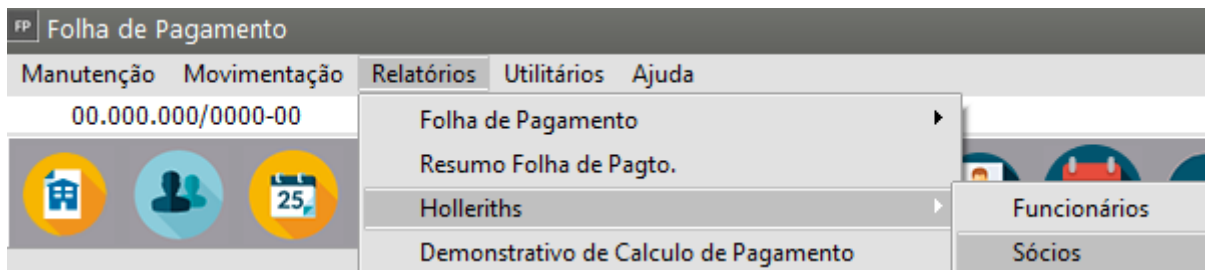 FP Folha de Pagamento
Manutenção Movimentação Relatórios Utilitários Ajuda
00.000.000/0000-00
Folha de Pagamento
Resumo Folha de Pagto.
25
Holleriths
Funcionários
Demonstrativo de Calculo de Pagamento
Sócios